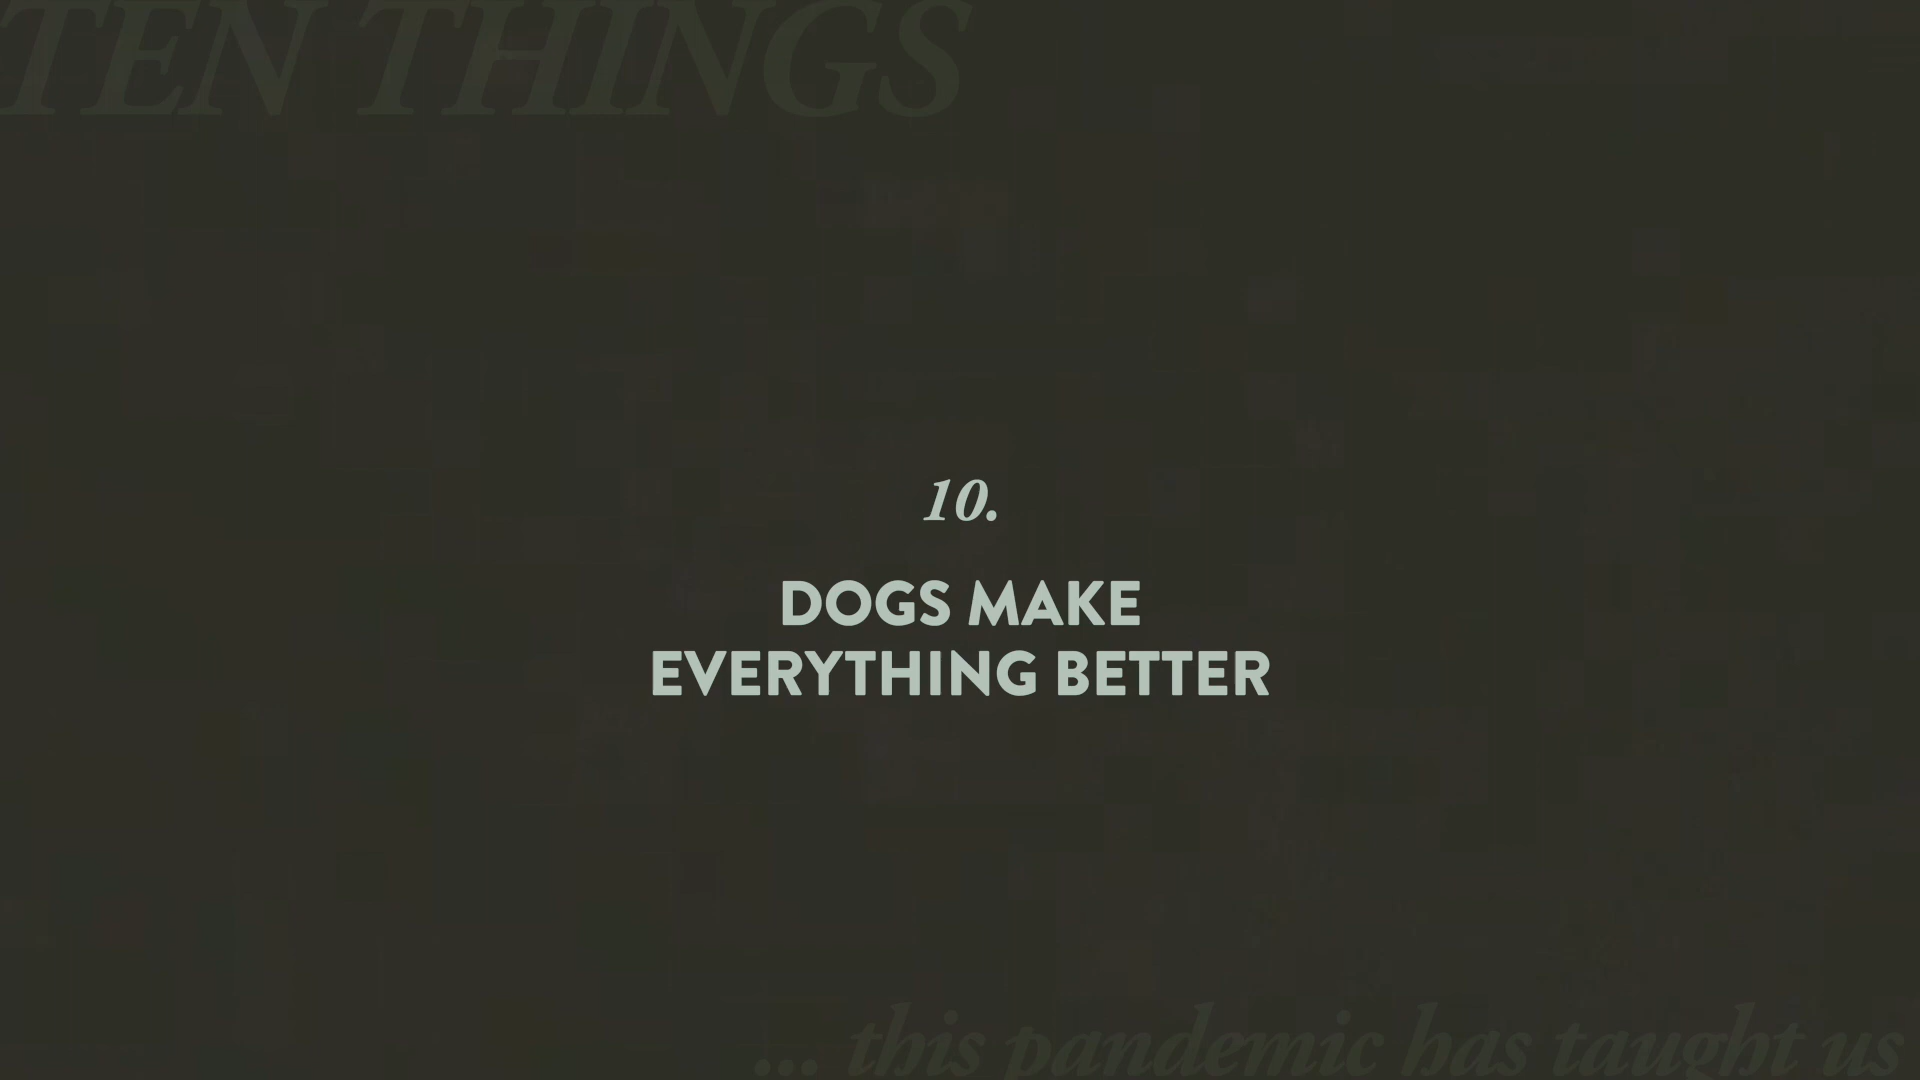 TEN THINGS
10.
DOGS MAKE
EVERYTHING BETTER
... this pandemic has taught us